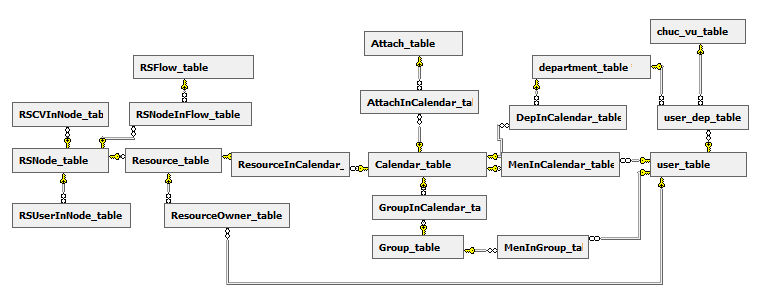 chuc_vu_table
Attach_table
RSFlow_table
department_table
RSCVInNode_tab
RSNodeInFlow_table
AttachInCalendar_ta
DepInCalendar_table
user_dep_table
RSNode_table
Resource_table
ResourceInCalendar_
Calendar_table
MenInCalendar_table
user_table
RSUserInNode_table
ResourceOwner_table
GroupInCalendar_ta
Group_table
MenInGroup_ta